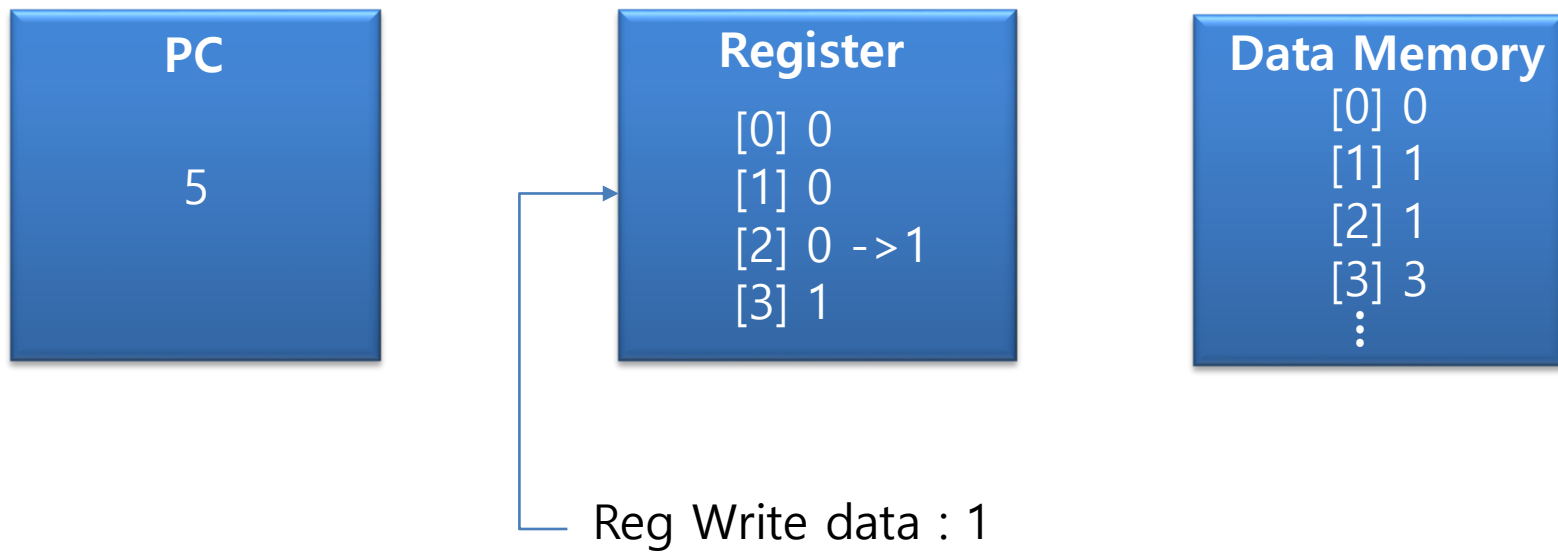 PC
5
Register
[0] 0
[1] 0
[2] 0 ->1
[3] 1
Data Memory
[0] 0
[1] 1
[2] 1
[3] 3
⋮
Reg Write data : 1